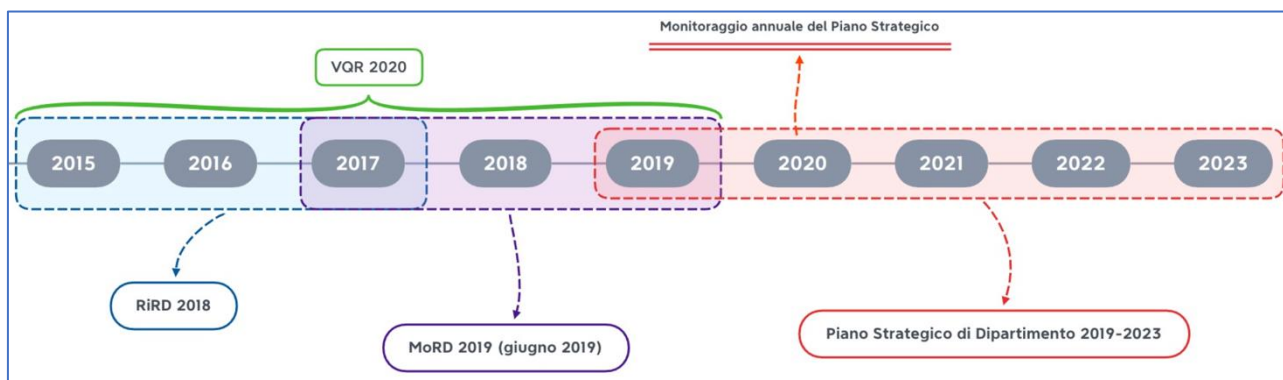 Monitoraggio annuale del Piano Strategico
VQR 2020
2015 2016 2017 2018 2019 2020 2021 2022 2023
RiRD 2018
MoRD 2019 (giugno 2019)
Piano Strategico di Dipartimento 2019-2023